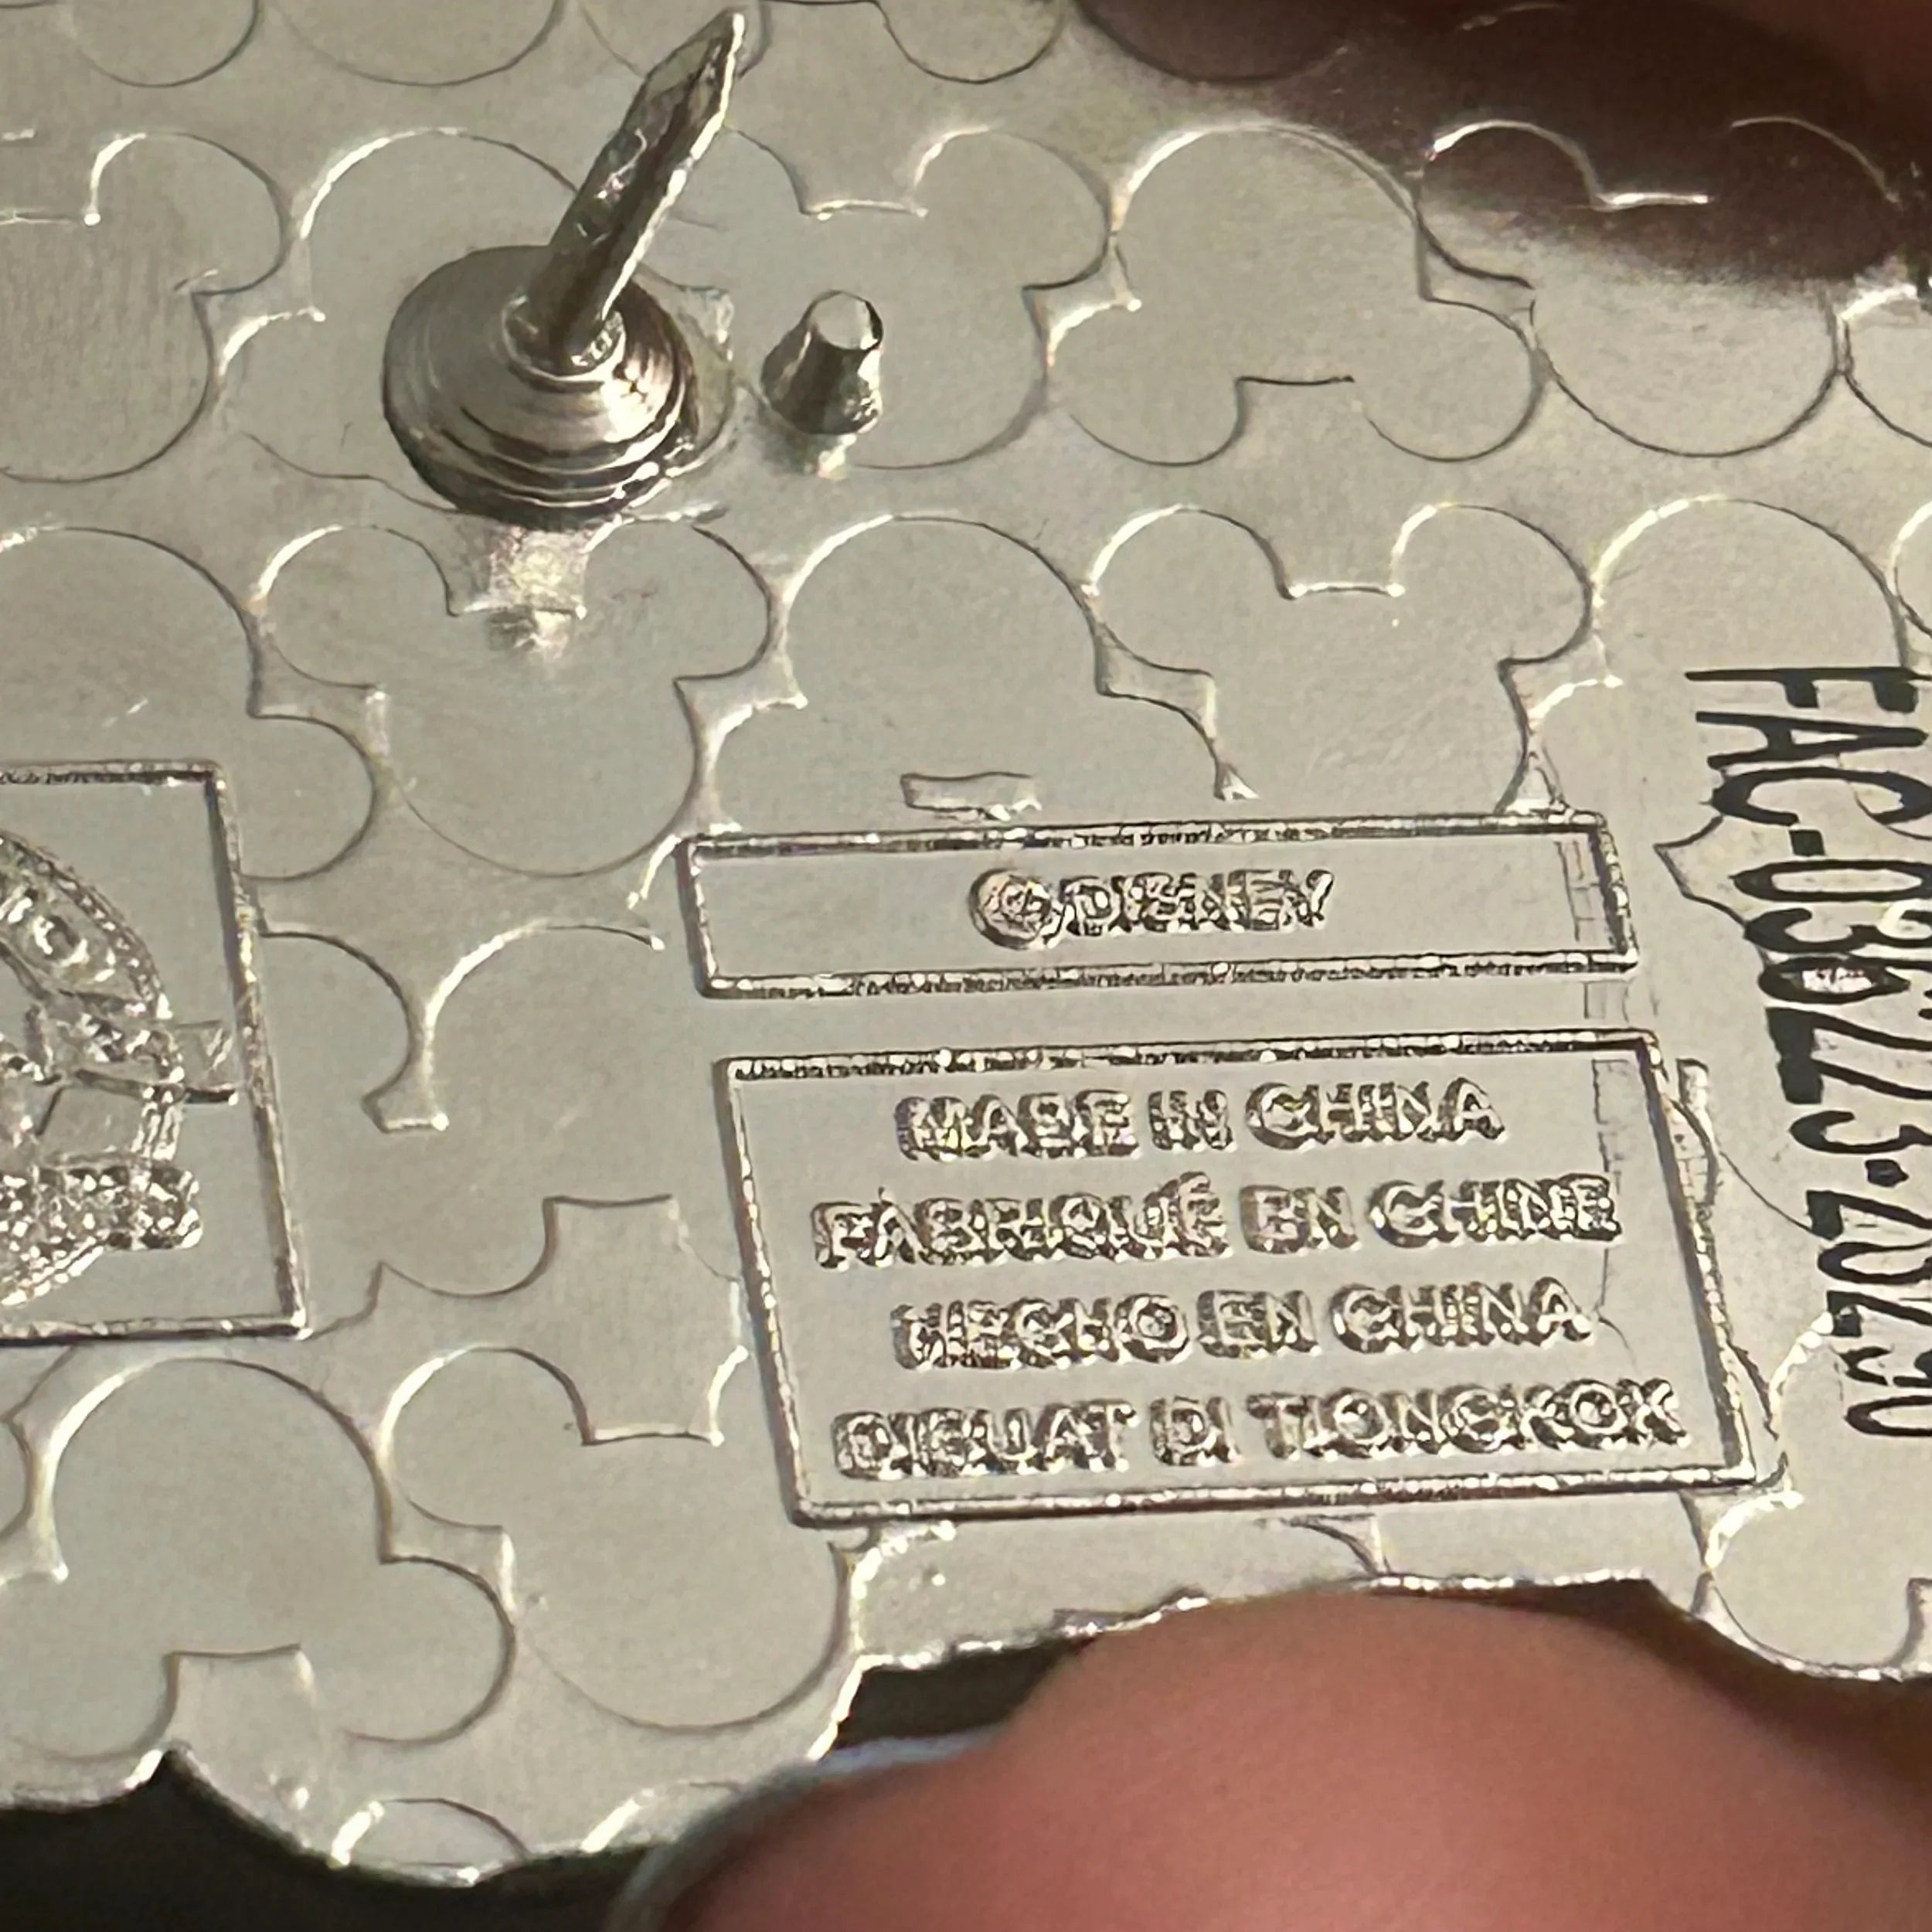 ©DISNEY
MADE IN CHINA
FABRIQUÉ EN CHINE
HECHO EN CHINA
DIBUAT DI TIONGKOK